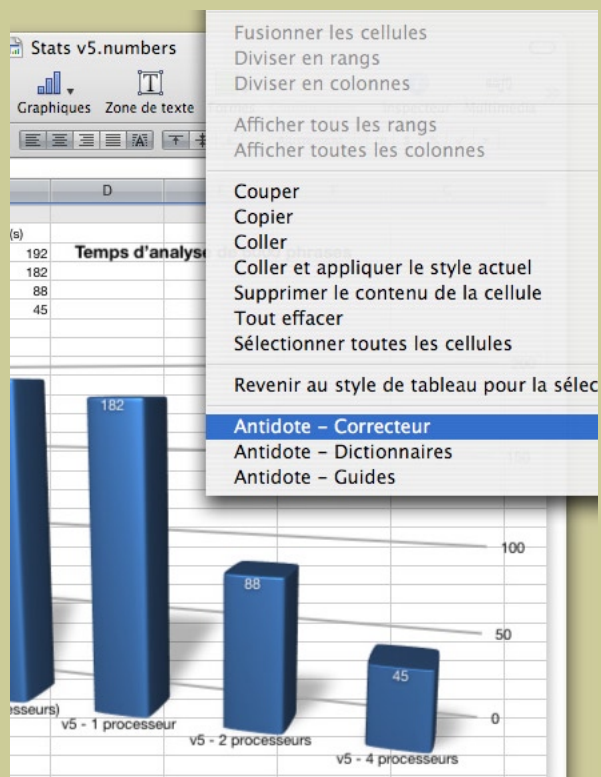 Stats v5.numbers
Graphiques
Zone de texte
Fusionner les cellules
Diviser en rangs
Diviser en colonnes
Afficher tous les rangs
Afficher toutes les colonnes
Couper
Copier
Coller
Coller et appliquer le style actuel
Supprimer le contenu de la cellule
Tout effacer
Sélectionner toutes les cellules
Revenir au style de tableau pour la sélec
Antidote – Correcteur
Antidote – Dictionnaires
Antidote – Guides
D
(s)
192
182
88
45
Temps d'analyse
182
88
45
150
100
50
0
esseurs)
v5 - 1 processeur
v5 - 2 processeurs
v5 - 4 processeurs